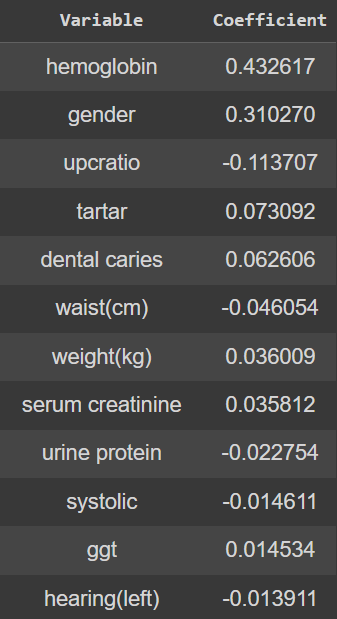 Variable Coefficient
hemoglobin 0.432617
gender 0.310270
upcratio -0.113707
tartar 0.073092
dental caries 0.062606
waist(cm) -0.046054
weight(kg) 0.036009
serum creatinine 0.035812
urine protein -0.022754
systolic -0.014611
ggt 0.014534
hearing(left) -0.013911